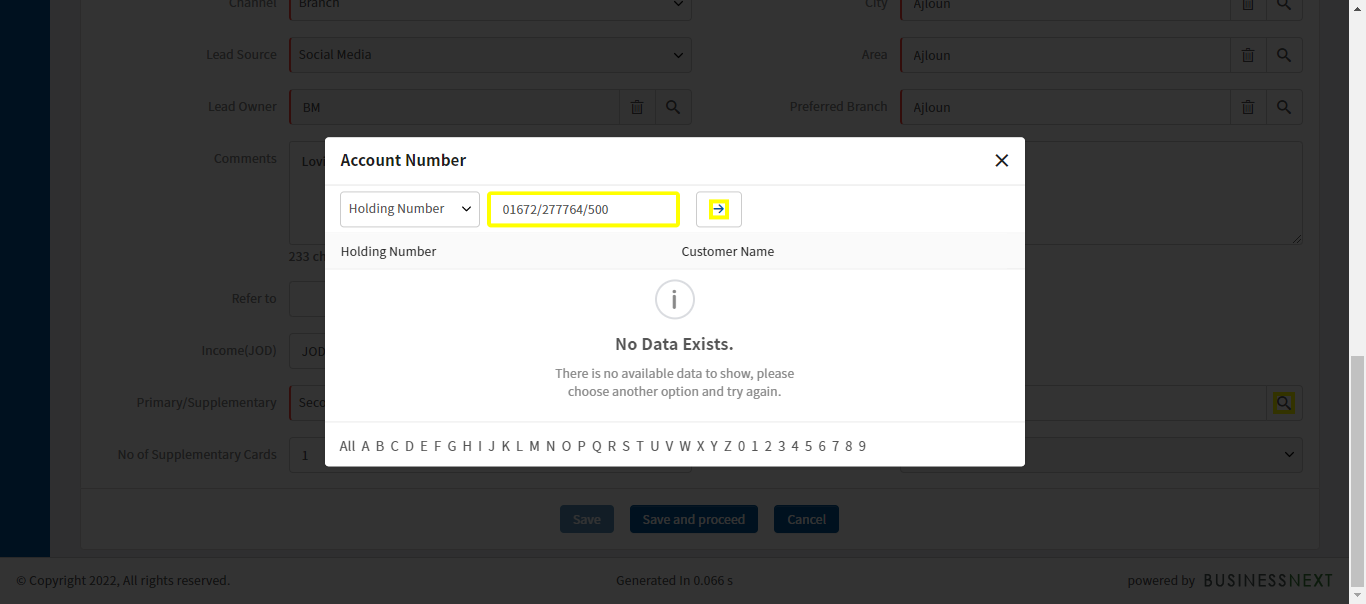 Channel Branch City Ajloun
Lead Source Social Media Area Ajloun
Lead Owner BM Preferred Branch Ajloun
Comments Lovi
233 ch
Refer to
Income(JOD) JOD
Primary/Supplementary Seco
No of Supplementary Cards 1
Account Number
Holding Number 01672/277764/500
Holding Number Customer Name
No Data Exists.
There is no available data to show, please
choose another option and try again.
All A B C D E F G H I J K L M N O P Q R S T U V W X Y Z 0 1 2 3 4 5 6 7 8 9
Save Save and proceed Cancel
© Copyright 2022, All rights reserved. Generated In 0.066 s powered by BUSINESSNEXT